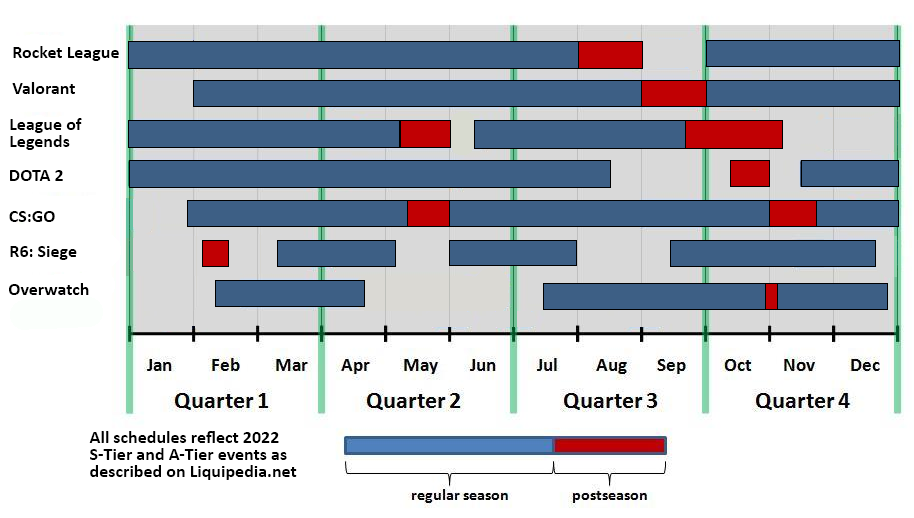 Rocket League
Valorant
League of
Legends
DOTA 2
CS:GO
R6: Siege
Overwatch
Jan Feb Mar Apr May Jun Jul Aug Sep Oct Nov Dec
Quarter 1 Quarter 2 Quarter 3 Quarter 4
All schedules reflect 2022
S-Tier and A-Tier events as
described on Liquipedia.net
regular season postseason